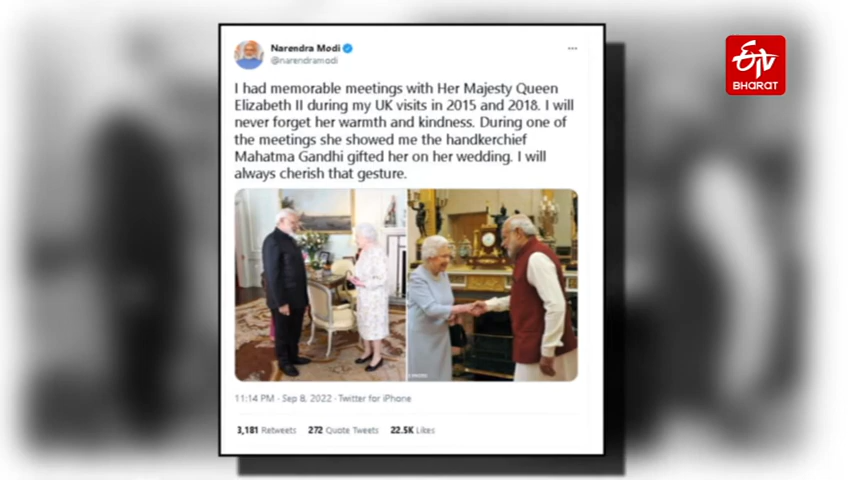 Narendra Modi
@narendramodi
I had memorable meetings with Her Majesty Queen
Elizabeth II during my UK visits in 2015 and 2018. I will
never forget her warmth and kindness. During one of
the meetings she showed me the handkerchief
Mahatma Gandhi gifted her on her wedding. I will
always cherish that gesture.
11:14 PM · Sep 8, 2022 · Twitter for iPhone
3,181 Retweets 272 Quote Tweets 22.5K Likes
ETV
BHARAT